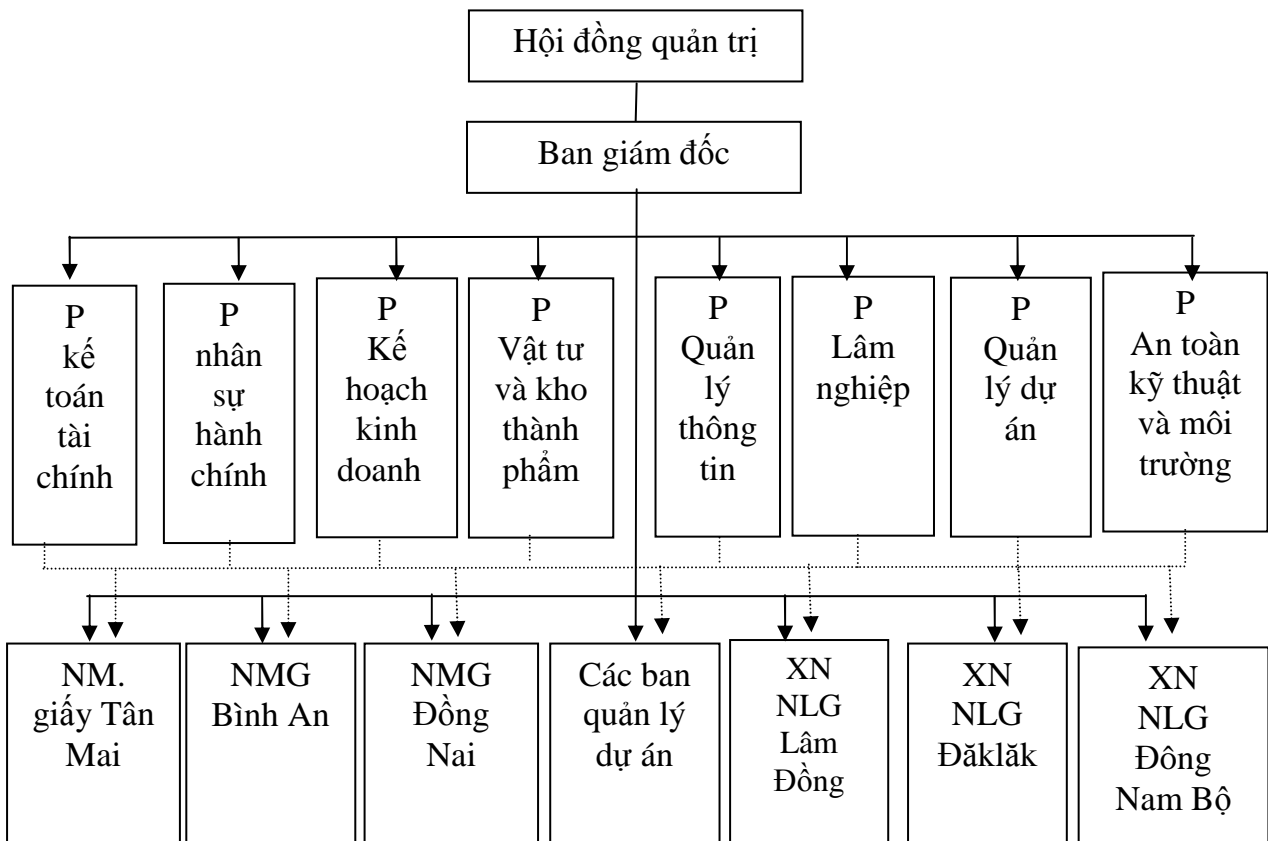 Hội đồng quản trị
Ban giám đốc
P
kế
toán
tài
chính
P
nhân
sự
hành
chính
P
Kế
hoạch
kinh
doanh
P
Vật tư
và kho
thành
phẩm
P
Quản
lý
thông
tin
P
Lâm
nghiệp
P
Quản
lý dự
án
P
An toàn
kỹ thuật
và môi
trường
NM.
giấy Tân
Mai
NMG
Bình An
NMG
Đồng
Nai
Các ban
quản lý
dự án
XN
NLG
Lâm
Đồng
XN
NLG
Đăklăk
XN
NLG
Đông
Nam Bộ